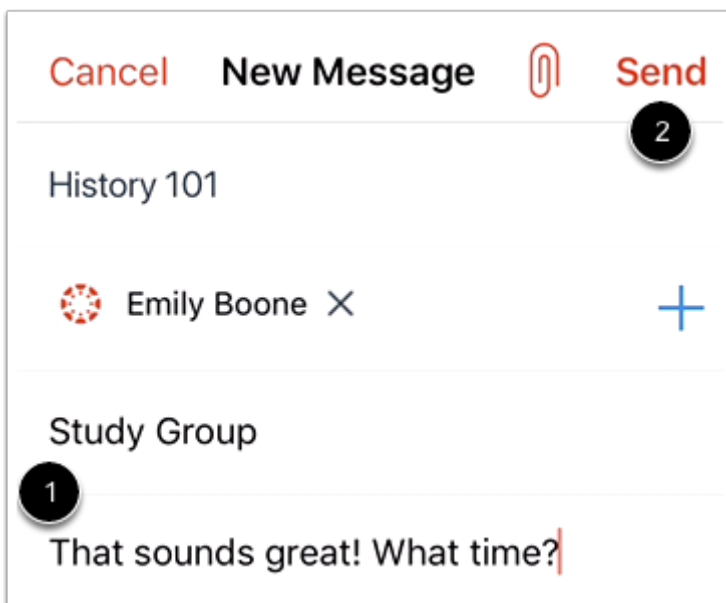 Cancel New Message Send
2
History 101
Emily Boone
Study Group
1
That sounds great! What time?